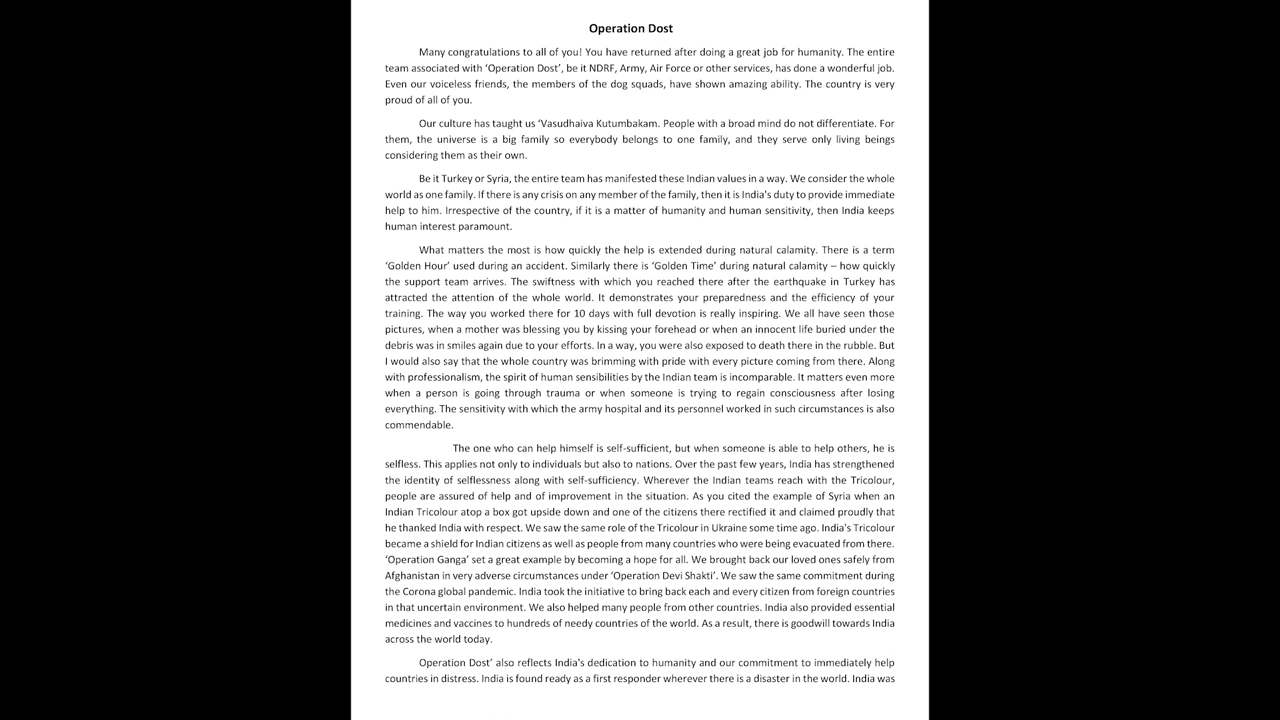 Operation Dost
Many congratulations to all of you! You have returned after doing a great job for humanity. The entire
team associated with ‘Operation Dost’, be it NDRF, Army, Air Force or other services, has done a wonderful job.
Even our voiceless friends, the members of the dog squads, have shown amazing ability. The country is very
proud of all of you.
Our culture has taught us ‘Vasudhaiva Kutumbakam. People with a broad mind do not differentiate. For
them, the universe is a big family so everybody belongs to one family, and they serve only living beings
considering them as their own.
Be it Turkey or Syria, the entire team has manifested these Indian values in a way. We consider the whole
world as one family. If there is any crisis on any member of the family, then it is India's duty to provide immediate
help to him. Irrespective of the country, if it is a matter of humanity and human sensitivity, then India keeps
human interest paramount.
What matters the most is how quickly the help is extended during natural calamity. There is a term
‘Golden Hour’ used during an accident. Similarly there is ‘Golden Time’ during natural calamity – how quickly
the support team arrives. The swiftness with which you reached there after the earthquake in Turkey has
attracted the attention of the whole world. It demonstrates your preparedness and the efficiency of your
training. The way you worked there for 10 days with full devotion is really inspiring. We all have seen those
pictures, when a mother was blessing you by kissing your forehead or when an innocent life buried under the
debris was in smiles again due to your efforts. In a way, you were also exposed to death there in the rubble. But
I would also say that the whole country was brimming with pride with every picture coming from there. Along
with professionalism, the spirit of human sensibilities by the Indian team is incomparable. It matters even more
when a person is going through trauma or when someone is trying to regain consciousness after losing
everything. The sensitivity with which the army hospital and its personnel worked in such circumstances is also
commendable.
The one who can help himself is self-sufficient, but when someone is able to help others, he is
selfless. This applies not only to individuals but also to nations. Over the past few years, India has strengthened
the identity of selflessness along with self-sufficiency. Wherever the Indian teams reach with the Tricolour,
people are assured of help and of improvement in the situation. As you cited the example of Syria when an
Indian Tricolour atop a box got upside down and one of the citizens there rectified it and claimed proudly that
he thanked India with respect. We saw the same role of the Tricolour in Ukraine some time ago. India's Tricolour
became a shield for Indian citizens as well as people from many countries who were being evacuated from there.
‘Operation Ganga’ set a great example by becoming a hope for all. We brought back our loved ones safely from
Afghanistan in very adverse circumstances under ‘Operation Devi Shakti’. We saw the same commitment during
the Corona global pandemic. India took the initiative to bring back each and every citizen from foreign countries
in that uncertain environment. We also helped many people from other countries. India also provided essential
medicines and vaccines to hundreds of needy countries of the world. As a result, there is goodwill towards India
across the world today.
Operation Dost’ also reflects India's dedication to humanity and our commitment to immediately help
countries in distress. India is found ready as a first responder wherever there is a disaster in the world. India was